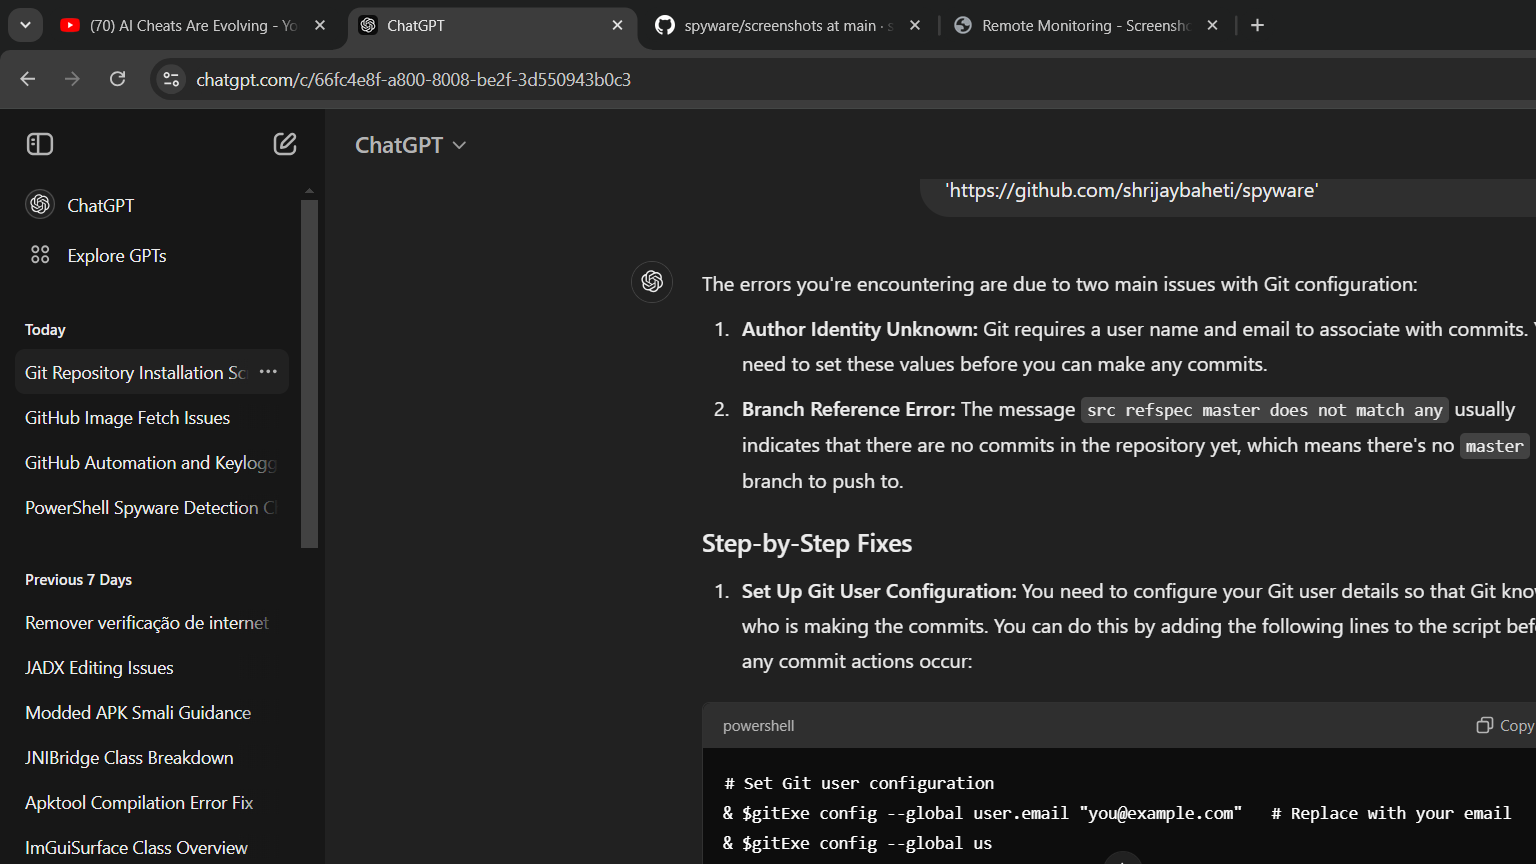 (70) AI Cheats Are Evolving - Yo
ChatGPT
spyware/screenshots at main · s
Remote Monitoring - Screensho
chatgpt.com/c/66fc4e8f-a800-8008-be2f-3d550943b0c3
ChatGPT
Explore GPTs
Today
Git Repository Installation Sc
GitHub Image Fetch Issues
GitHub Automation and Keylogg
PowerShell Spyware Detection C
Previous 7 Days
Remover verificação de internet
JADX Editing Issues
Modded APK Smali Guidance
JNIBridge Class Breakdown
Apktool Compilation Error Fix
ImGuiSurface Class Overview
ChatGPT
'https://github.com/shrijaybaheti/spyware'
The errors you're encountering are due to two main issues with Git configuration:
1. Author Identity Unknown: Git requires a user name and email to associate with commits. Y
need to set these values before you can make any commits.
2. Branch Reference Error: The message src refspec master does not match any usually
indicates that there are no commits in the repository yet, which means there's no master
branch to push to.
Step-by-Step Fixes
1. Set Up Git User Configuration: You need to configure your Git user details so that Git kno
who is making the commits. You can do this by adding the following lines to the script bef
any commit actions occur:
powershell
Copy
# Set Git user configuration
& $gitExe config --global user.email "you@example.com" # Replace with your email
& $gitExe config --global us